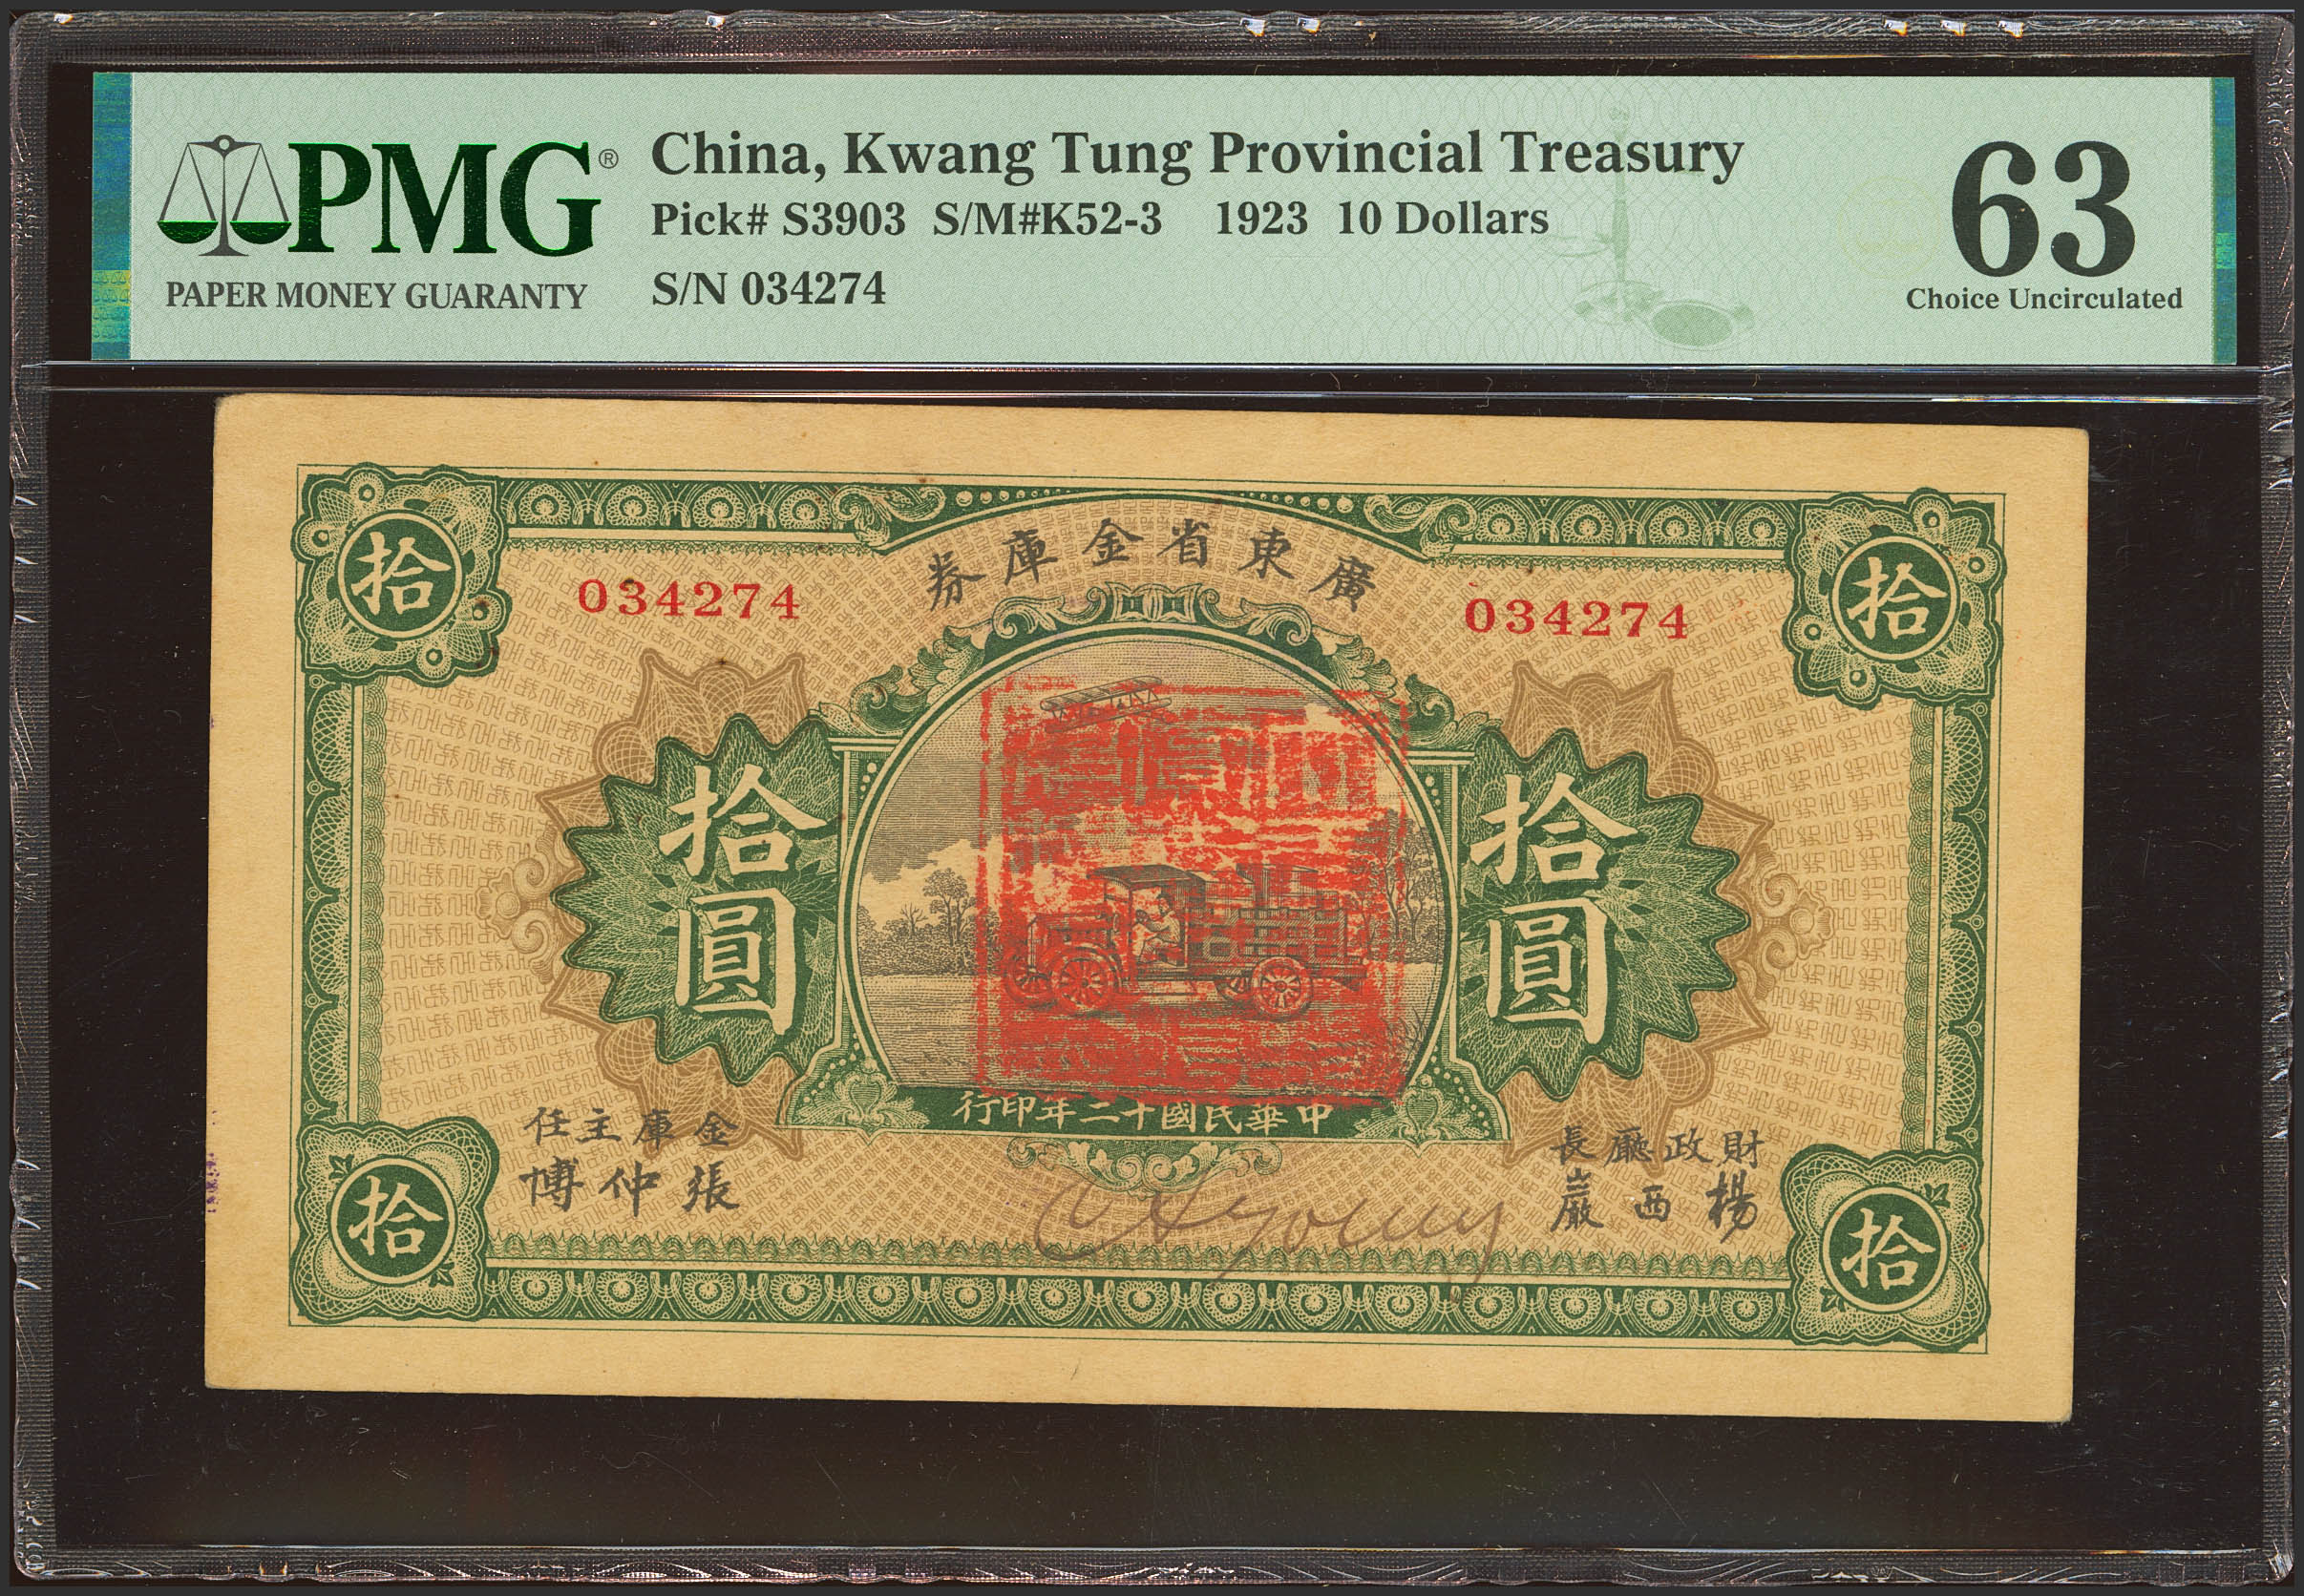 PMG®
PAPER MONEY GUARANTY
China, Kwang Tung Provincial Treasury
Pick# S3903 S/M#K52-3 1923 10 Dollars
S/N 034274
63
Choice Uncirculated
廣東省金庫券
拾
拾
034274
034274
拾圓
拾圓
中華民國十二年印行
財政廳長
楊西巖
金庫主任
張仲博
拾
拾